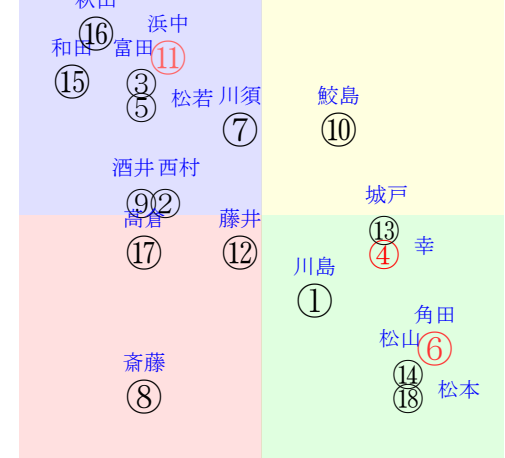 秋田
浜中
⑯
和田 富田
⑪
⑮ ③
⑤ 松若 川須 鮫島
⑦ ⑩
酒井 西村
城戸
⑨②
高倉 藤井
⑬
⑰ ⑫ ④ 幸
川島
①
角田
松山
⑥
斎藤
⑭
⑧ ⑱ 松本